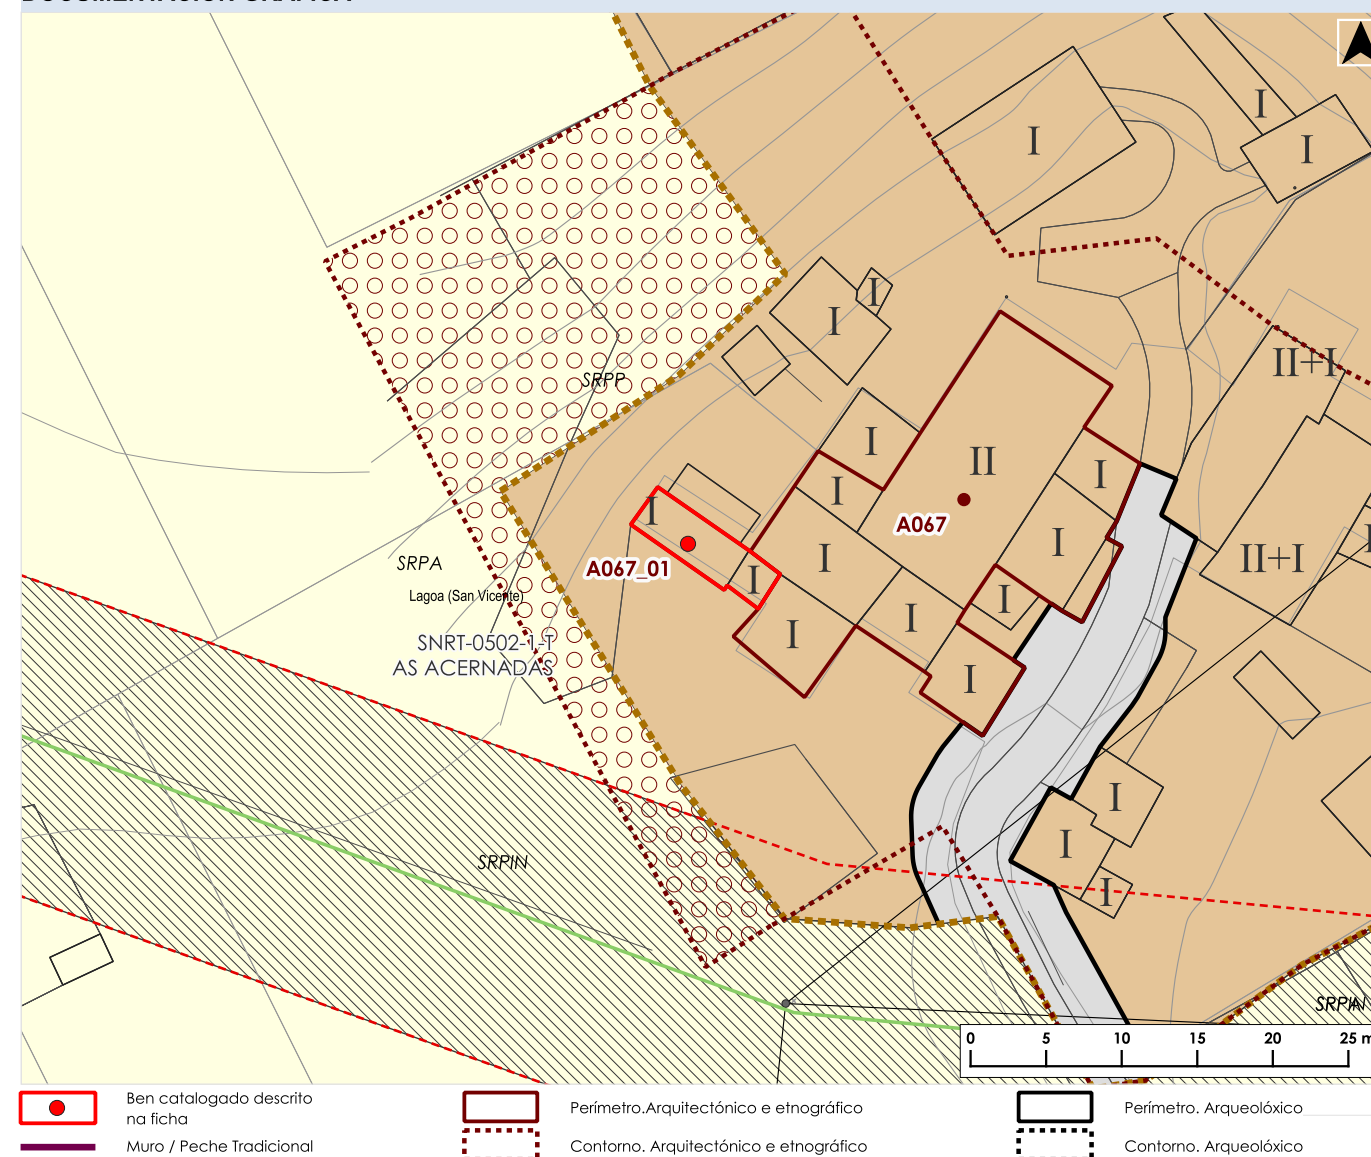 DOCUMENTACIÓN GRÁFICA
I
I
I
I
I
II+I
I
II
I
I
A067
I
I
I
II+I
SRPP
SRPA
A067_01
I
I
I
Lagoa (San Vicente)
SNRT-0502-1-T
AS ACERNADAS
I
I
I
I
I
I
SRPIN
SRPIN
0 5 10 15 20 25 m
Ben catalogado descrito
na ficha
Perímetro.Arquitectónico e etnográfico
Perímetro. Arqueolóxico
Muro / Peche Tradicional
Contorno. Arquitectónico e etnográfico
Contorno. Arqueolóxico